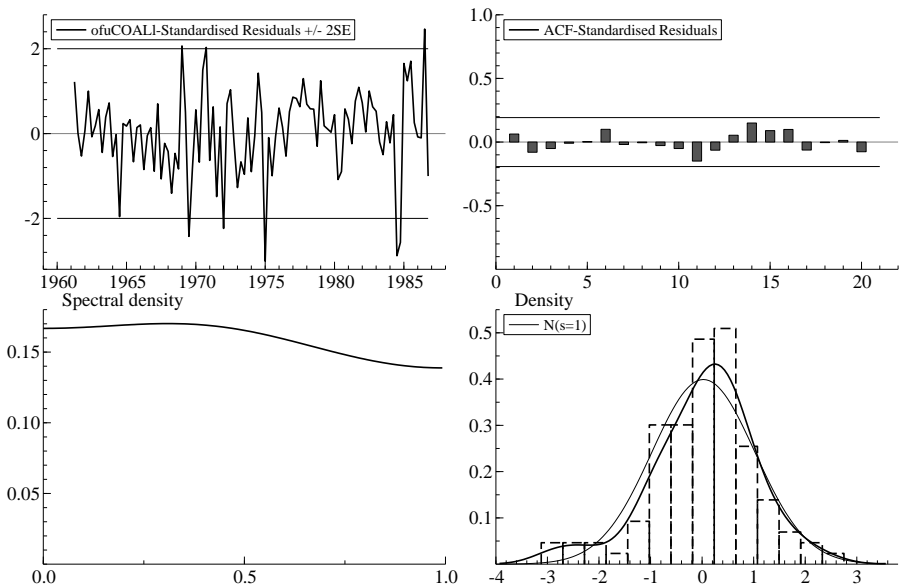 ofuCOALl-Standardised Residuals +/- 2SE
2
0
-2
1960 1965 1970 1975 1980 1985
1.0
ACF-Standardised Residuals
0.5
0.0
-0.5
0 5 10 15 20
Spectral density
0.15
0.10
0.05
0.0 0.5 1.0
Density
N(s=1)
0.5
0.4
0.3
0.2
0.1
-4 -3 -2 -1 0 1 2 3